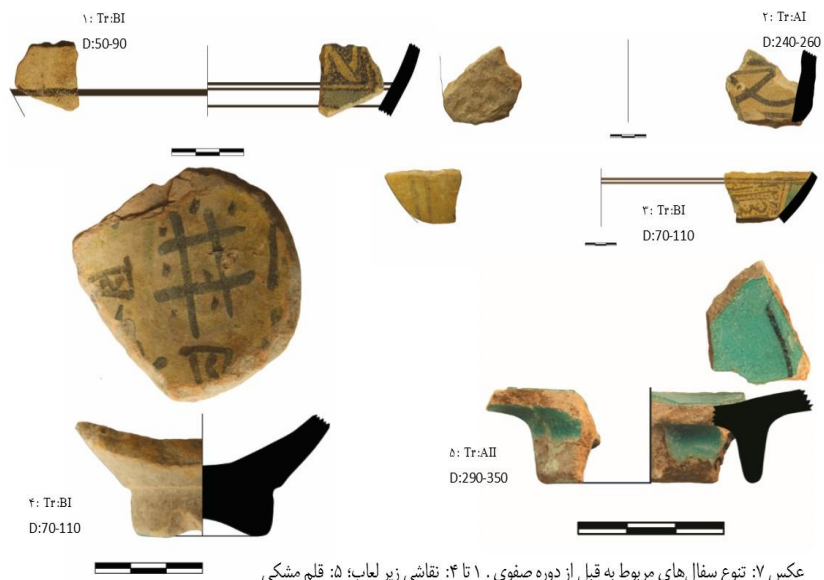 ۱: Tr:BI
D:50-90
۲: Tr:AI
D:240-260
۳: Tr:BI
D:70-110
۴: Tr:BI
D:70-110
۵: Tr:AII
D:290-350
عکس ۷: تنوع سفال‌های مربوط به قبل از دوره صفوی. ۱ تا ۴: نقاشی زیر لعاب؛ ۵: قلم مشکی